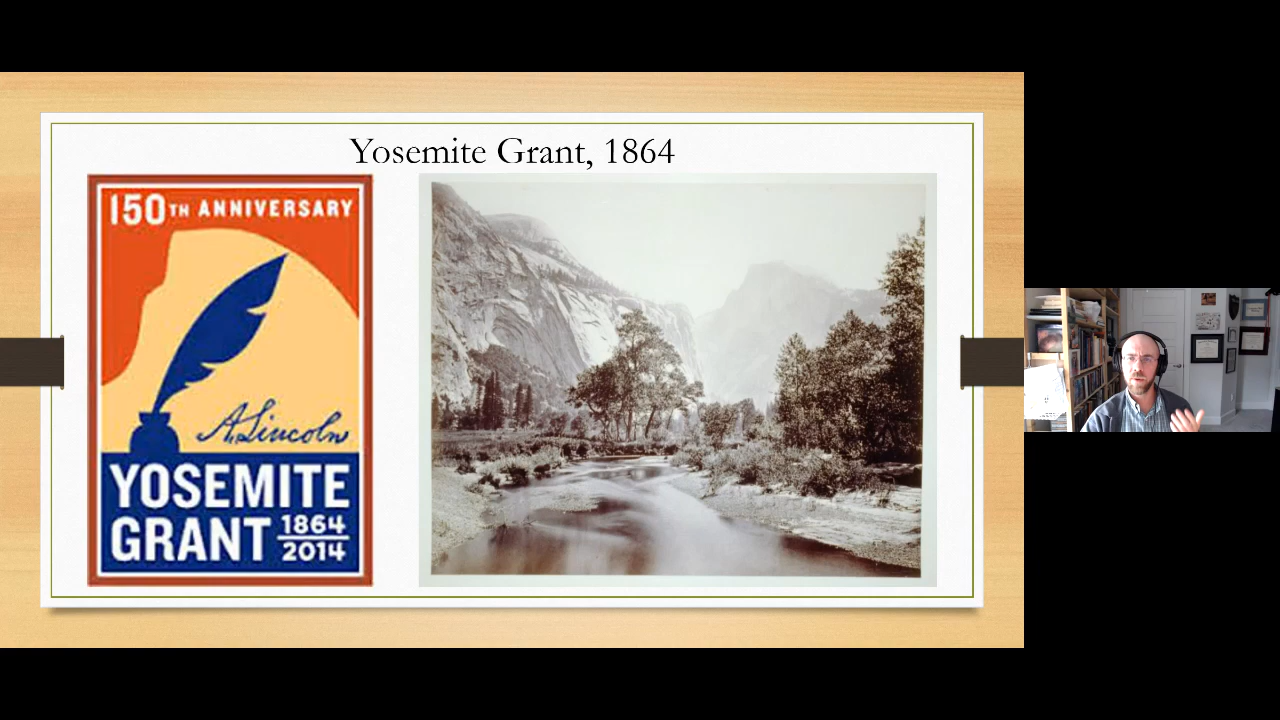 Yosemite Grant, 1864
150TH ANNIVERSARY
A. Lincoln
YOSEMITE
GRANT 1864
2014